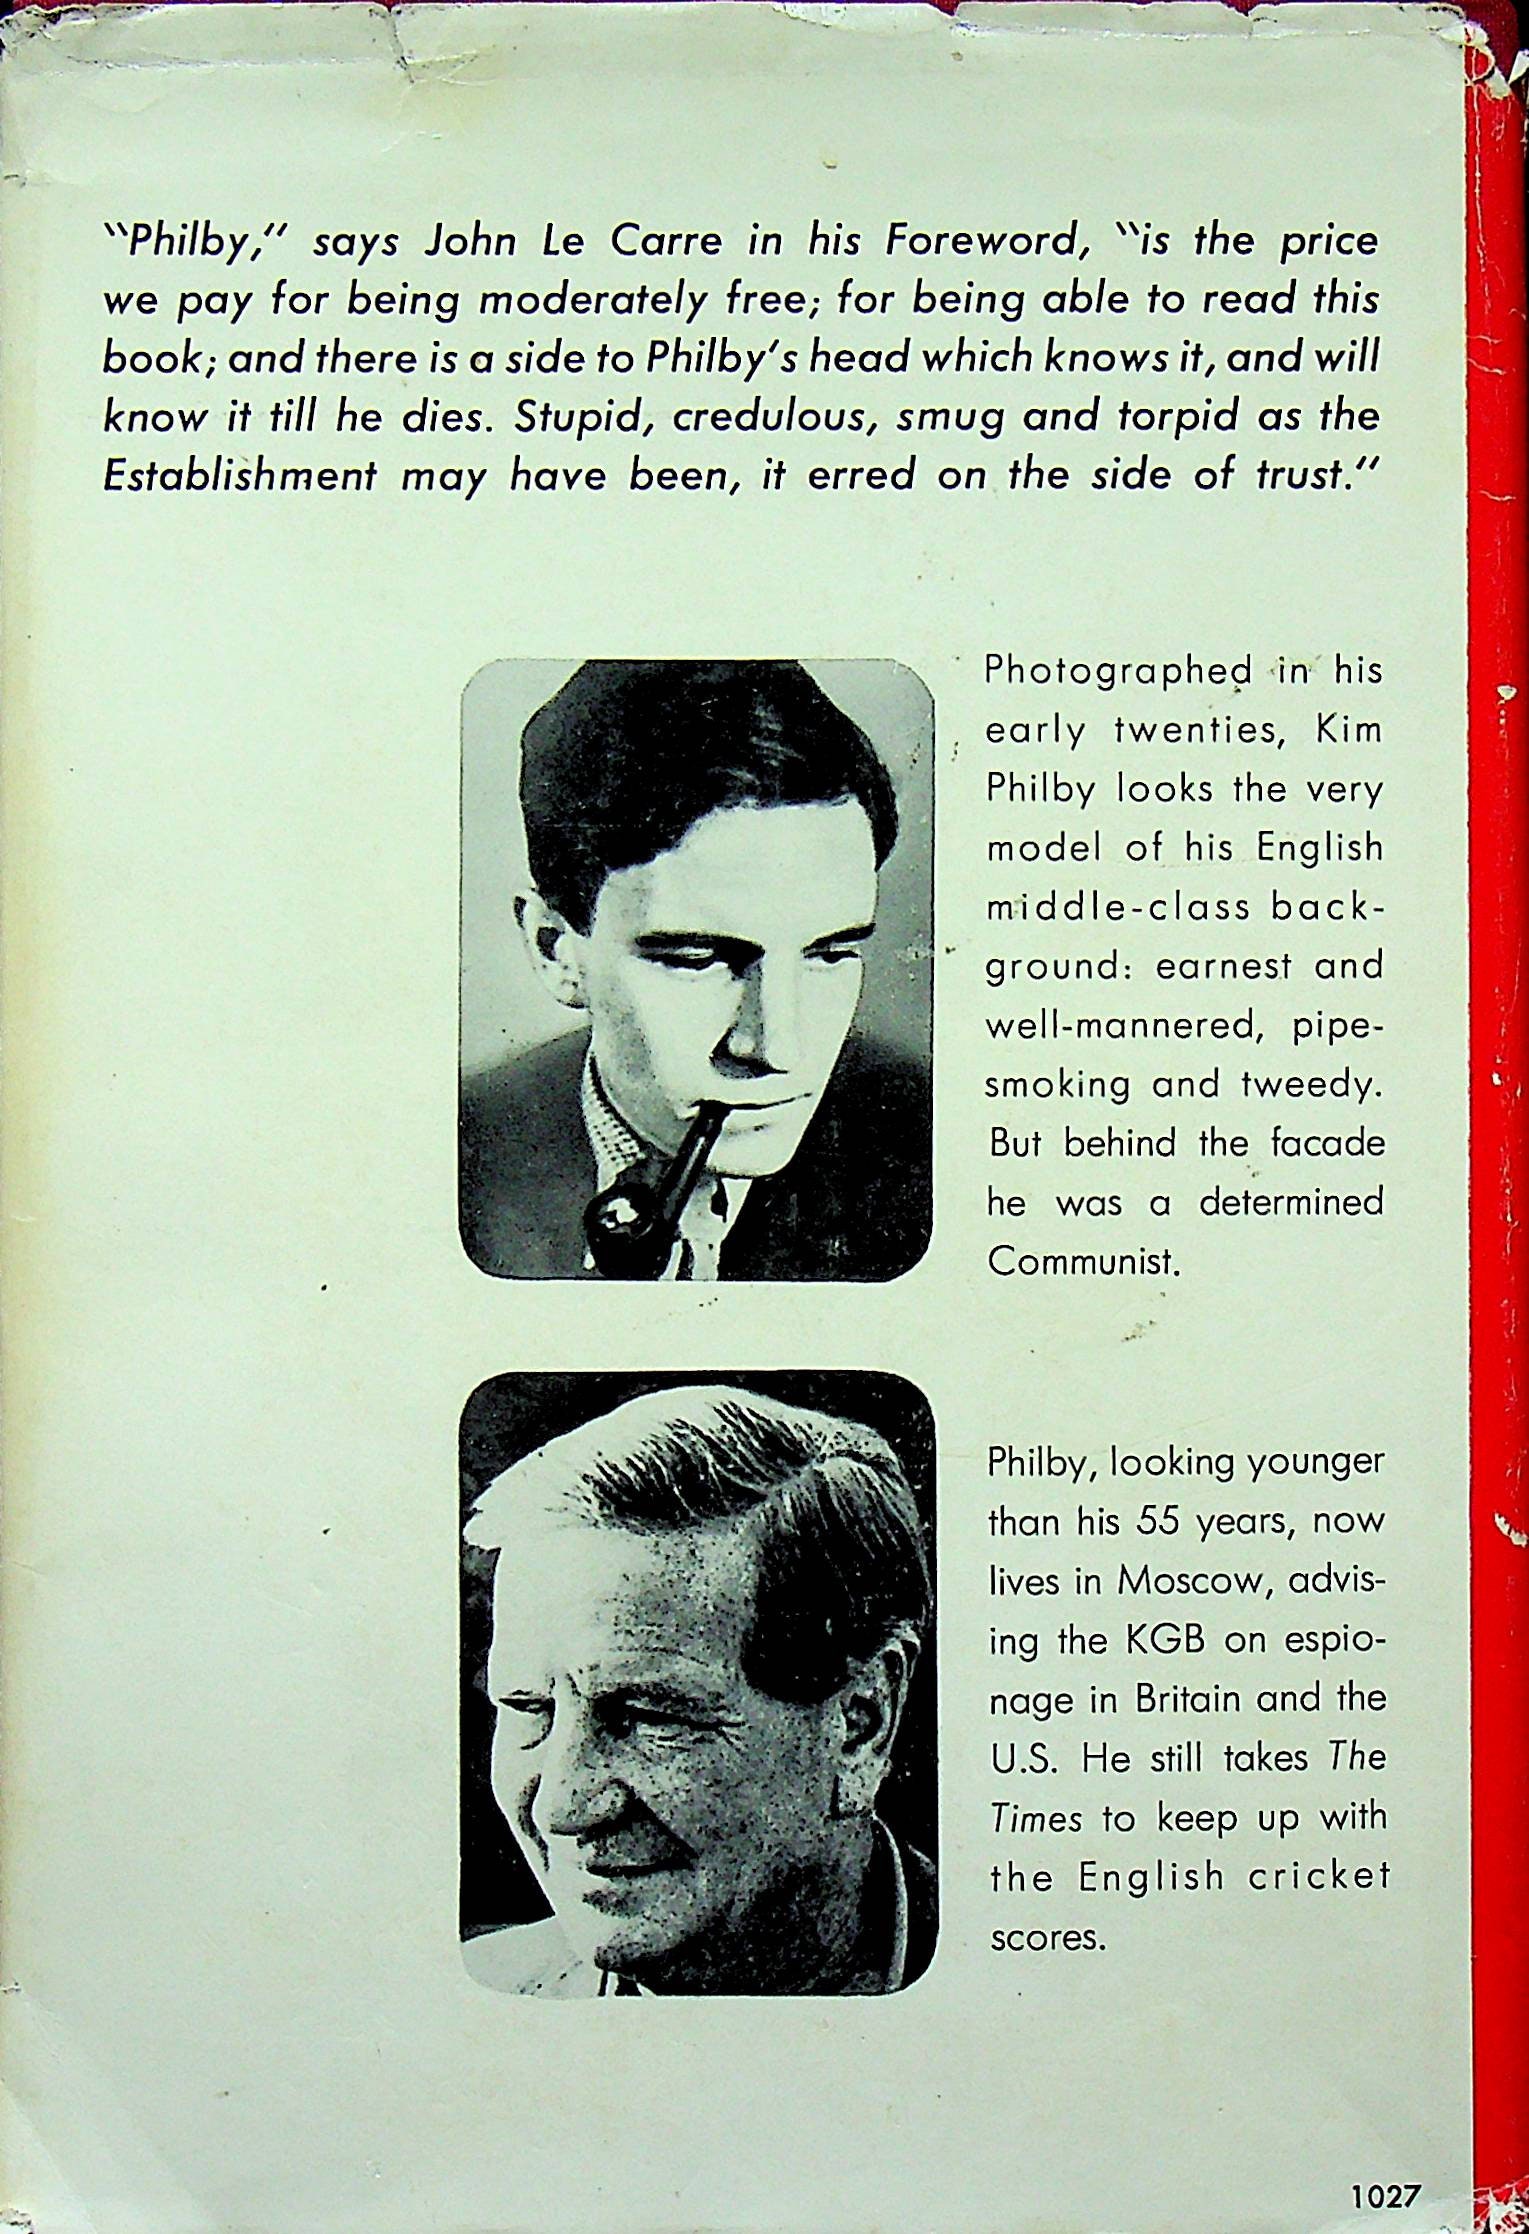 "Philby," says John Le Carre in his Foreword, "is the price
we pay for being moderately free; for being able to read this
book; and there is a side to Philby's head which knows it, and will
know it till he dies. Stupid, credulous, smug and torpid as the
Establishment may have been, it erred on the side of trust."
Photographed in his
early twenties, Kim
Philby looks the very
model of his English
middle-class back-
ground: earnest and
well-mannered, pipe-
smoking and tweedy.
But behind the facade
he was a determined
Communist.
Philby, looking younger
than his 55 years, now
lives in Moscow, advis-
ing the KGB on espio-
nage in Britain and the
U.S. He still takes The
Times to keep up with
the English cricket
scores.
1027